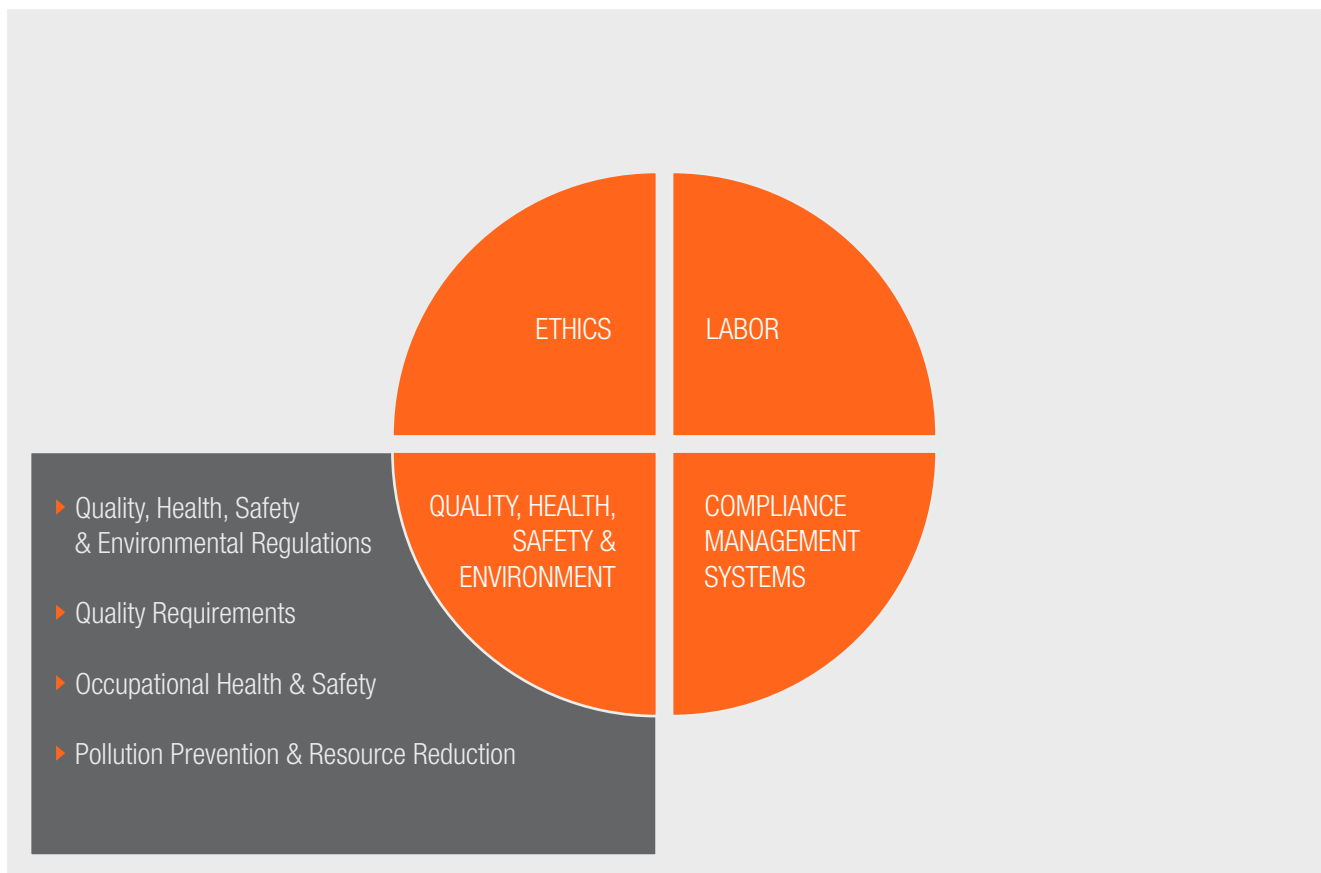 ETHICS
LABOR
Quality, Health, Safety
& Environmental Regulations
Quality Requirements
Occupational Health & Safety
Pollution Prevention & Resource Reduction
QUALITY, HEALTH,
SAFETY &
ENVIRONMENT
COMPLIANCE
MANAGEMENT
SYSTEMS